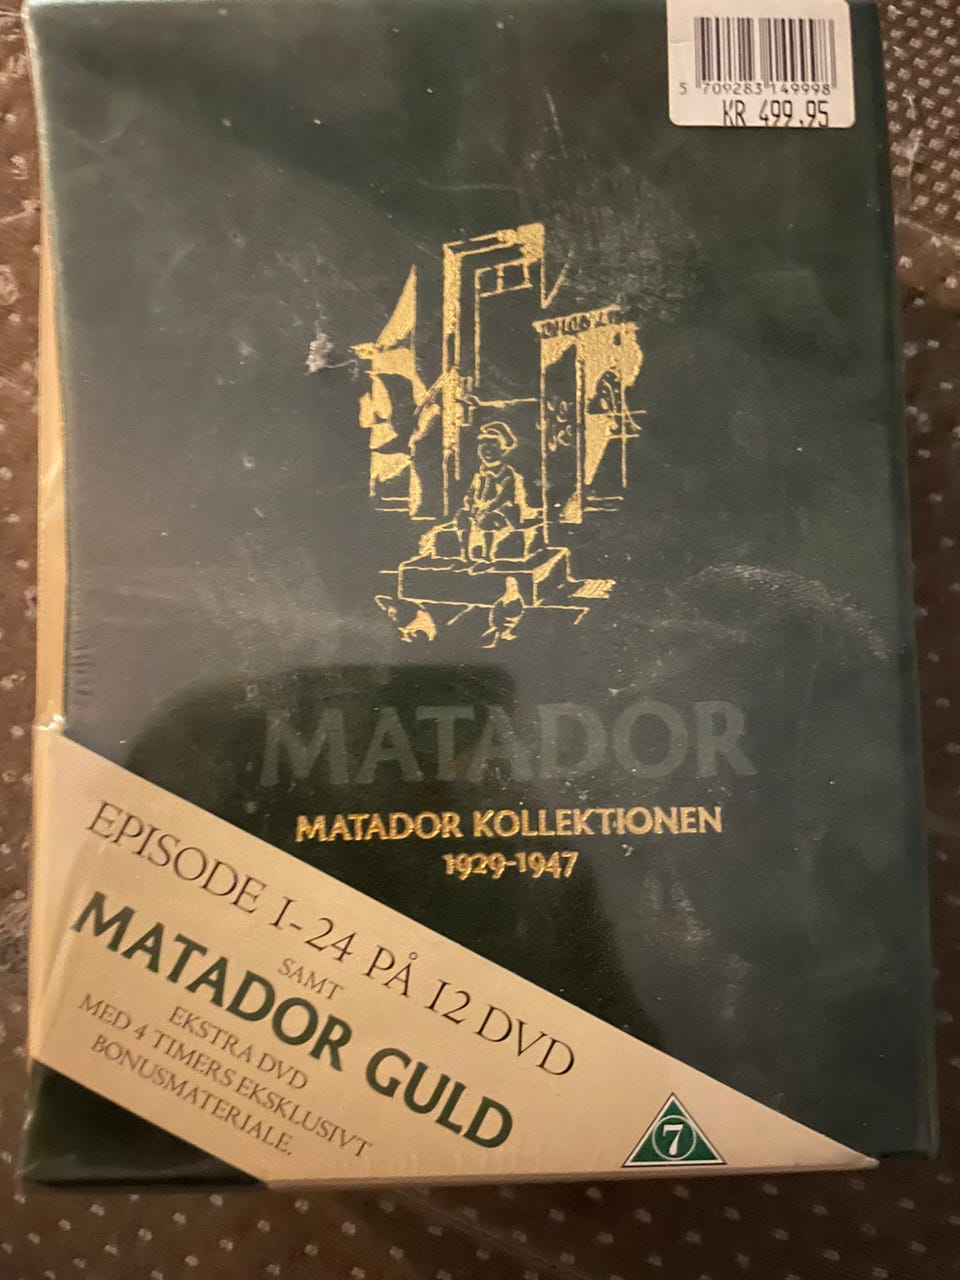 5 709283 149998
KR 499.95
MATADOR
MATADOR KOLLEKTIONEN
1929-1947
EPISODE 1-24 PÅ 12 DVD
SAMT
MATADOR GULD
EKSTRA DVD
MED 4 TIMERS EKSKLUSIVT
BONUSMATERIALE.
7